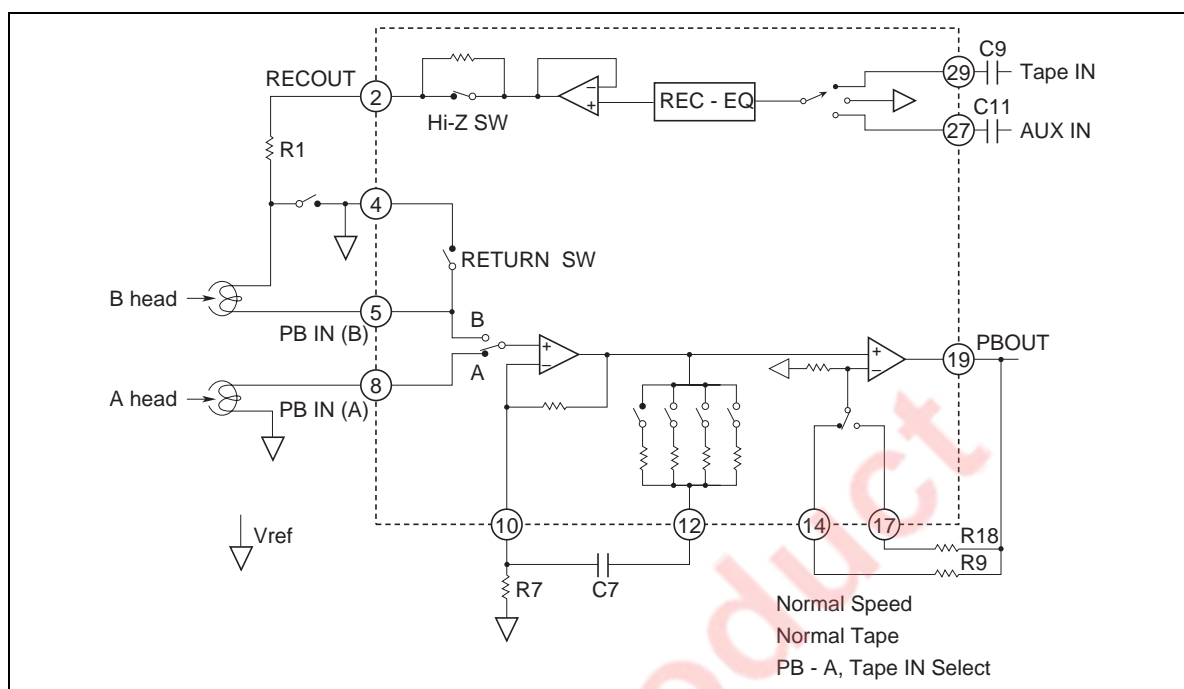 RECOUT
2
Hi-Z SW
REC - EQ
29
C9
Tape IN
C11
27
AUX IN
R1
4
RETURN SW
B head
5
PB IN (B)
B
A
A head
8
PB IN (A)
19
PBOUT
10
12
14
17
Vref
R7
C7
R18
R9
Normal Speed
Normal Tape
PB - A, Tape IN Select